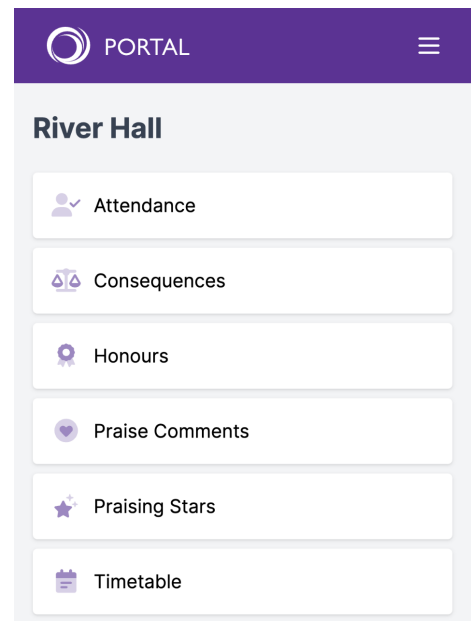 PORTAL
River Hall
Attendance
Consequences
Honours
Praise Comments
Praising Stars
Timetable